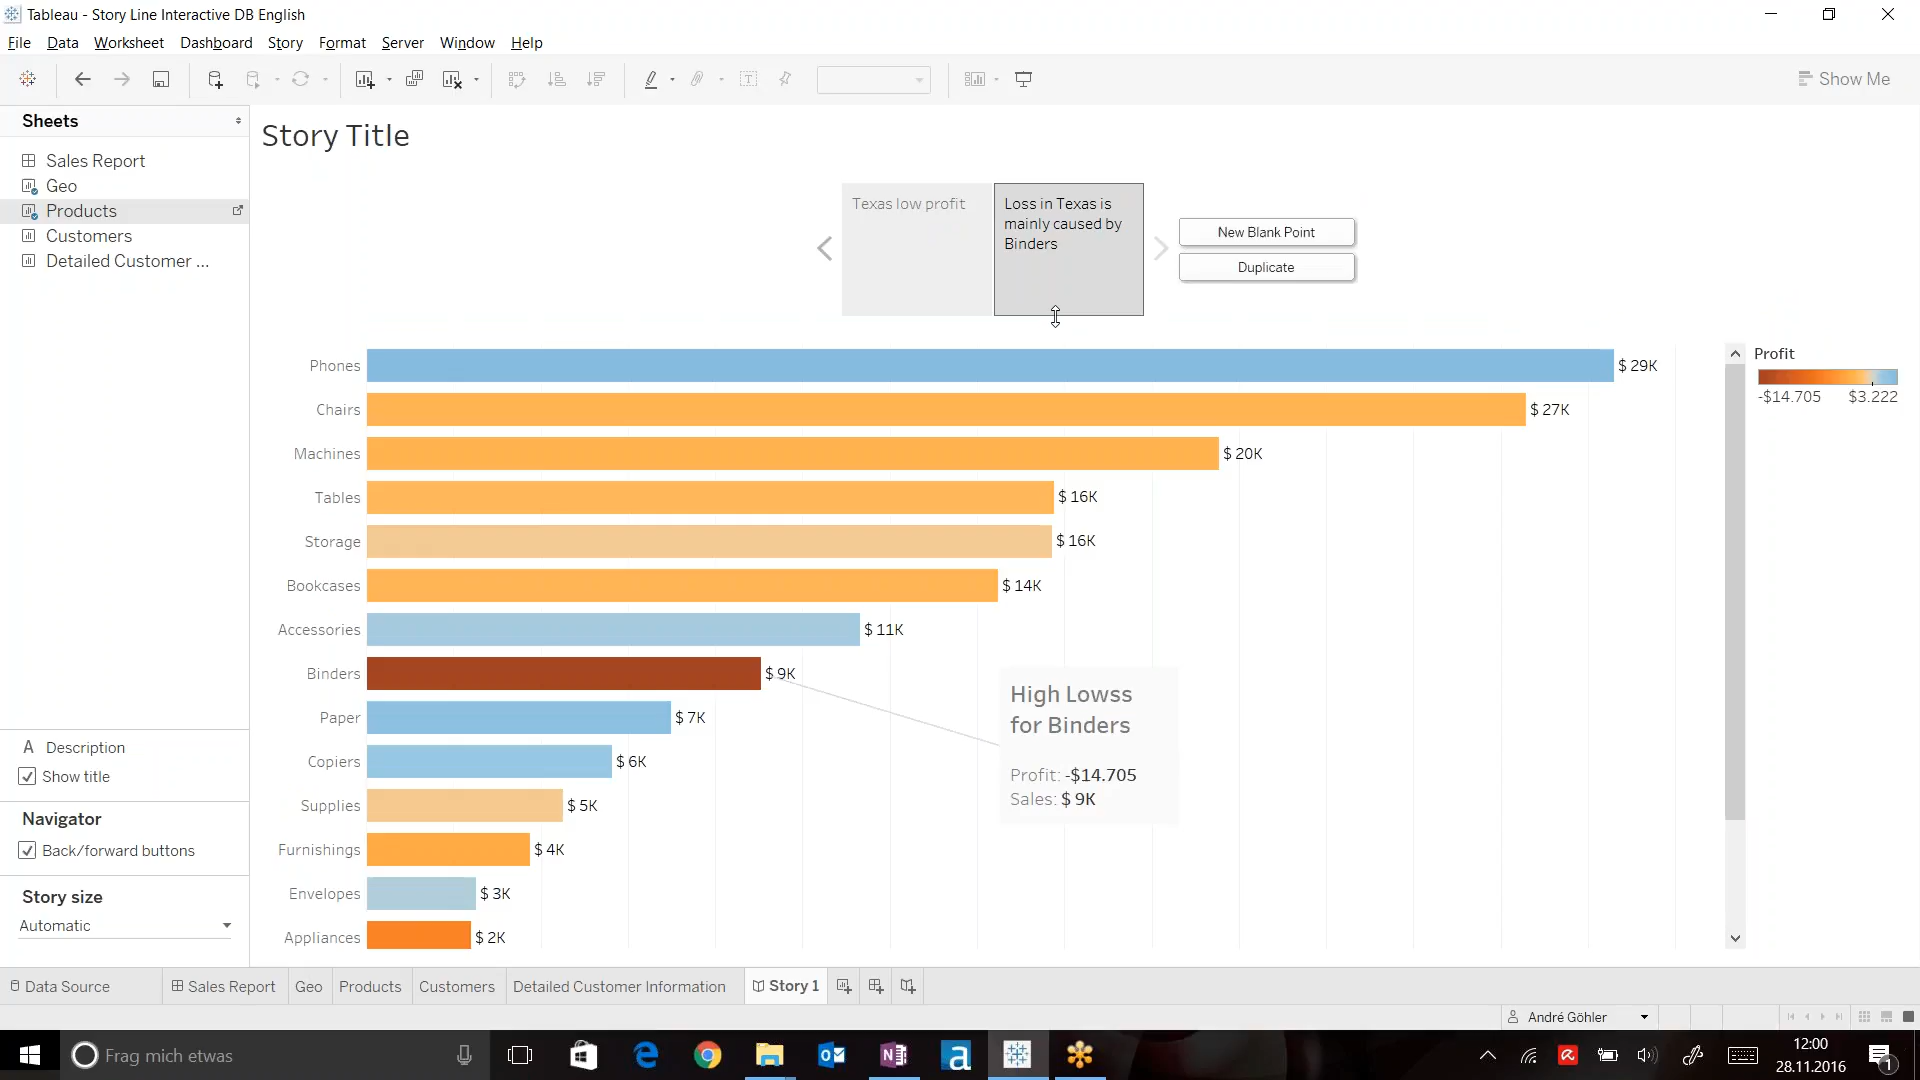 Tableau - Story Line Interactive DB English
File Data Worksheet Dashboard Story Format Server Window Help
Show Me
Sheets
Sales Report
Geo
Products
Customers
Detailed Customer ...
Story Title
Texas low profit
Loss in Texas is
mainly caused by
Binders
New Blank Point
Duplicate
Phones $ 29K
Chairs $ 27K
Machines $ 20K
Tables $ 16K
Storage $ 16K
Bookcases $ 14K
Accessories $ 11K
Binders $ 9K
Paper $ 7K
Copiers $ 6K
Supplies $ 5K
Furnishings $ 4K
Envelopes $ 3K
Appliances $ 2K
High Lowss
for Binders
Profit: -$14.705
Sales: $ 9K
Profit
-$14.705 $3.222
A Description
Show title
Navigator
Back/forward buttons
Story size
Automatic
Data Source Sales Report Geo Products Customers Detailed Customer Information Story 1
André Göhler
Frag mich etwas
12:00
28.11.2016
1